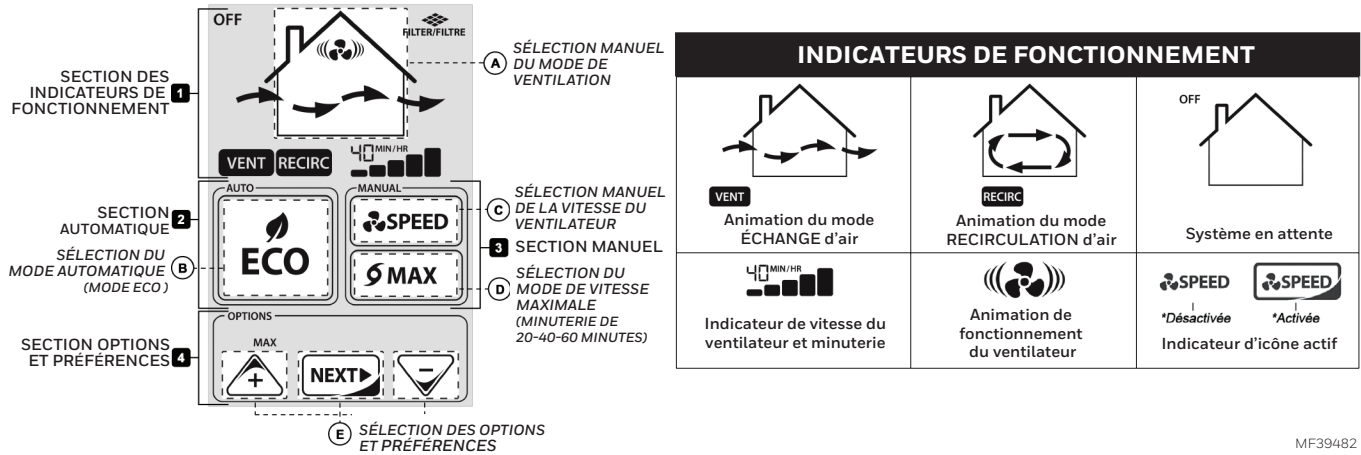 OFF
FILTER/FILTRE
SECTION DES
INDICATEURS DE
FONCTIONNEMENT
1
A
SÉLECTION MANUEL
DU MODE DE
VENTILATION
VENT
RECIRC
40 MIN/HR
SECTION
AUTOMATIQUE
2
SÉLECTION DU
MODE AUTOMATIQUE
(MODE ECO )
B
AUTO
ECO
MANUAL
SPEED
MAX
C
SÉLECTION MANUEL
DE LA VITESSE DU
VENTILATEUR
3
SECTION MANUEL
D
SÉLECTION DU
MODE DE VITESSE
MAXIMALE
(MINUTERIE DE
20-40-60 MINUTES)
SECTION OPTIONS
ET PRÉFÉRENCES
4
OPTIONS
MAX
+
NEXT
−
E
SÉLECTION DES OPTIONS
ET PRÉFÉRENCES
INDICATEURS DE FONCTIONNEMENT
VENT
Animation du mode
ÉCHANGE d'air
RECIRC
Animation du mode
RECIRCULATION d'air
OFF
Système en attente
40 MIN/HR
Indicateur de vitesse du
ventilateur et minuterie
Animation de
fonctionnement
du ventilateur
SPEED
*Désactivée
SPEED
*Activée
Indicateur d'icône actif
MF39482